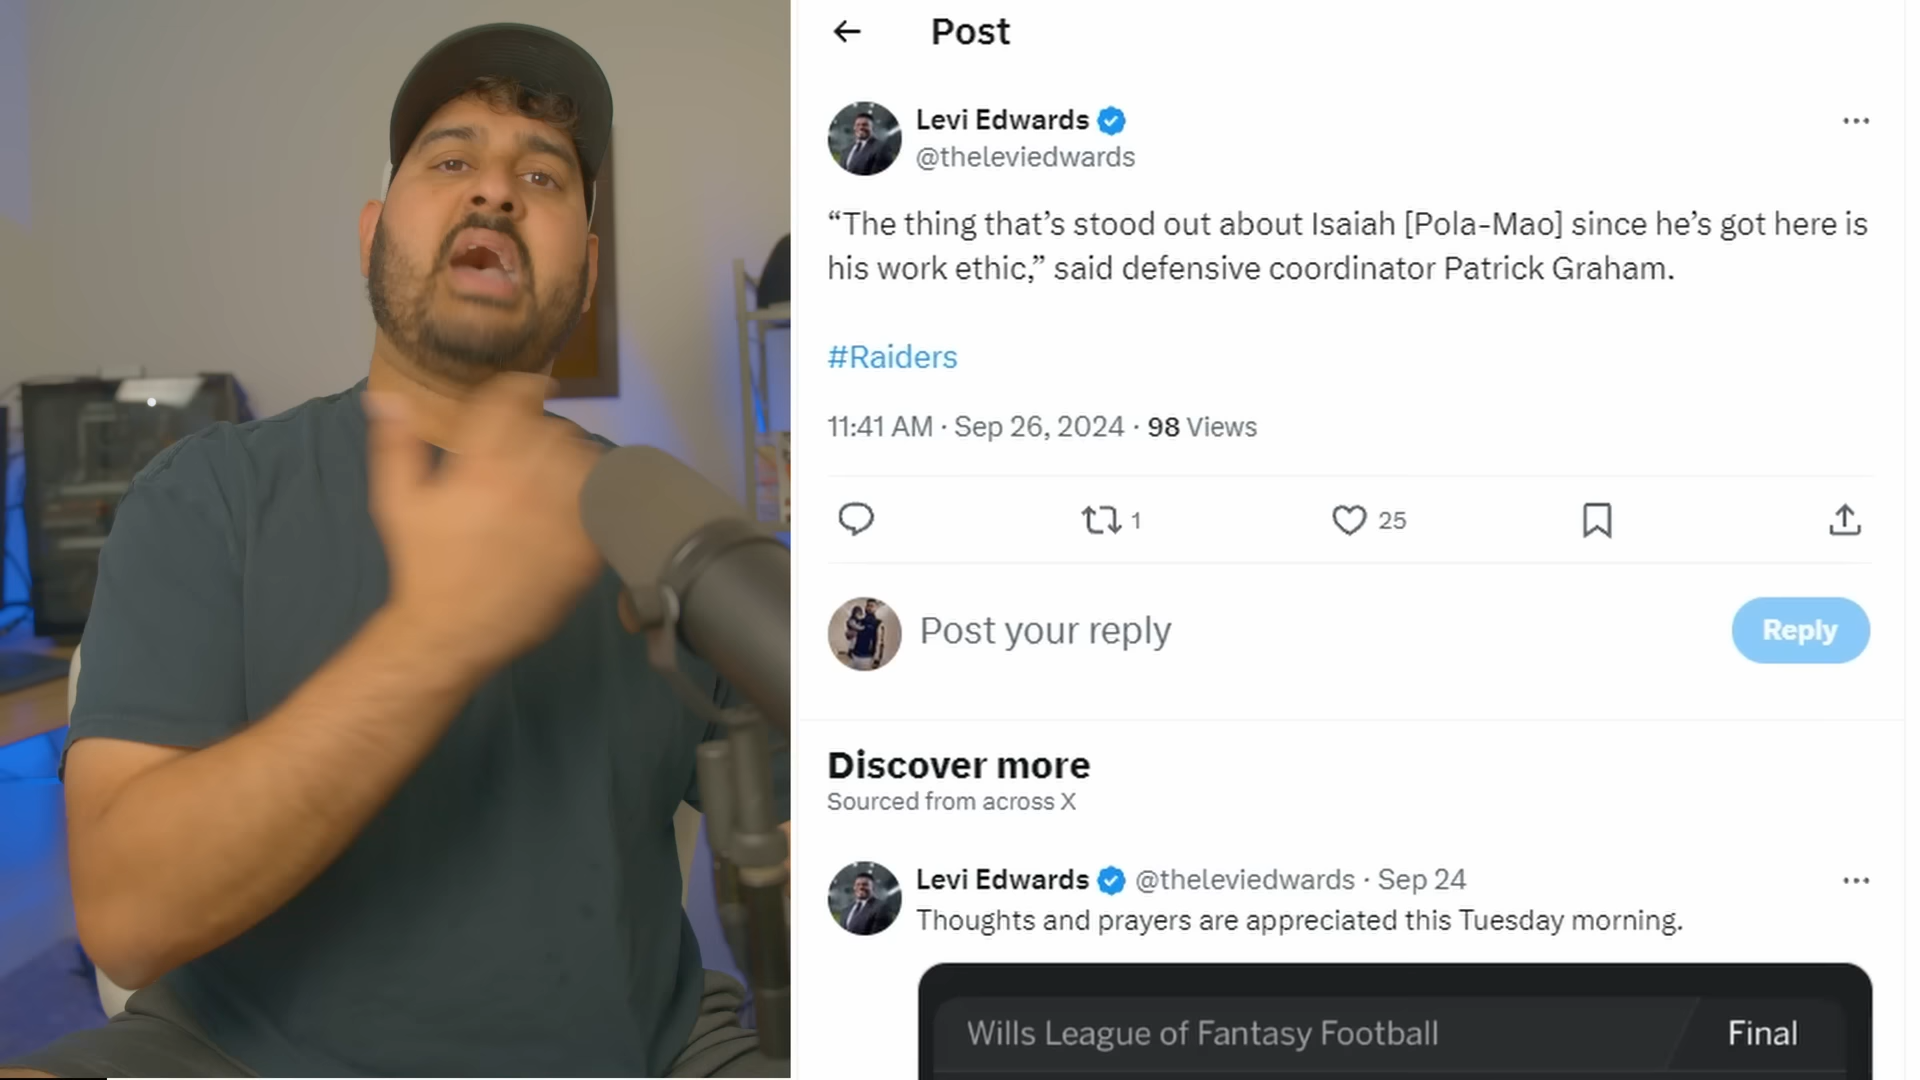 Post
Levi Edwards
@theleviedwards
“The thing that’s stood out about Isaiah [Pola-Mao] since he’s got here is
his work ethic,” said defensive coordinator Patrick Graham.
#Raiders
11:41 AM · Sep 26, 2024 · 98 Views
1
25
Post your reply
Reply
Discover more
Sourced from across X
Levi Edwards @theleviedwards · Sep 24
Thoughts and prayers are appreciated this Tuesday morning.
Wills League of Fantasy Football
Final